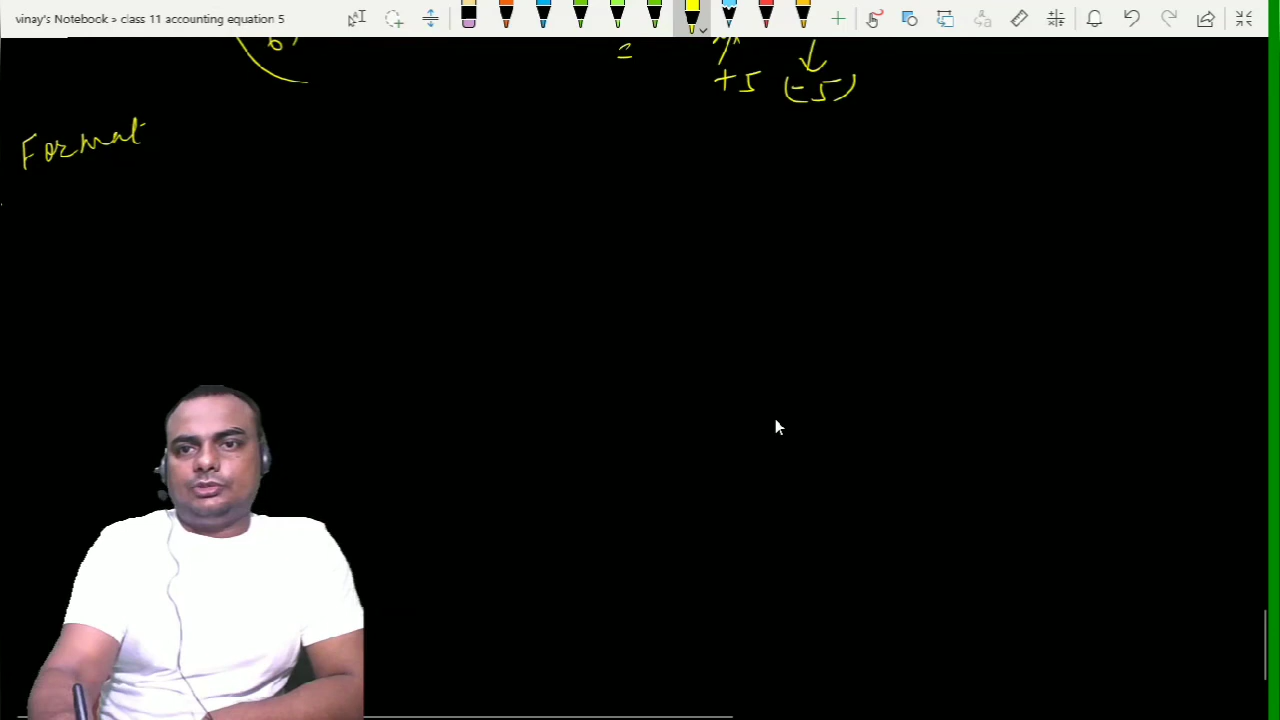 vinay's Notebook > class 11 accounting equation 5
=
+5 (-5)
Format